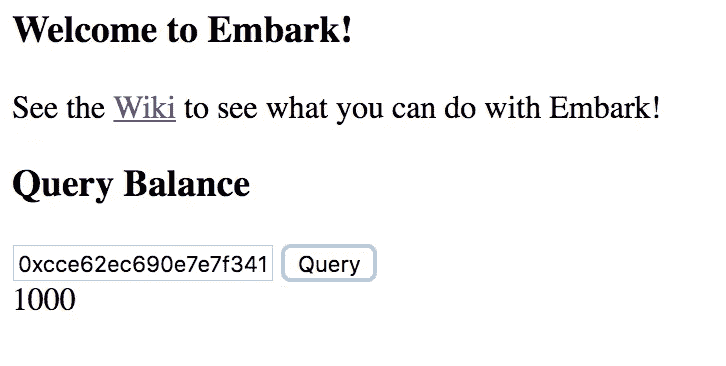 Welcome to Embark!
See the Wiki to see what you can do with Embark!
Query Balance
0xcce62ec690e7e7f341 Query
1000